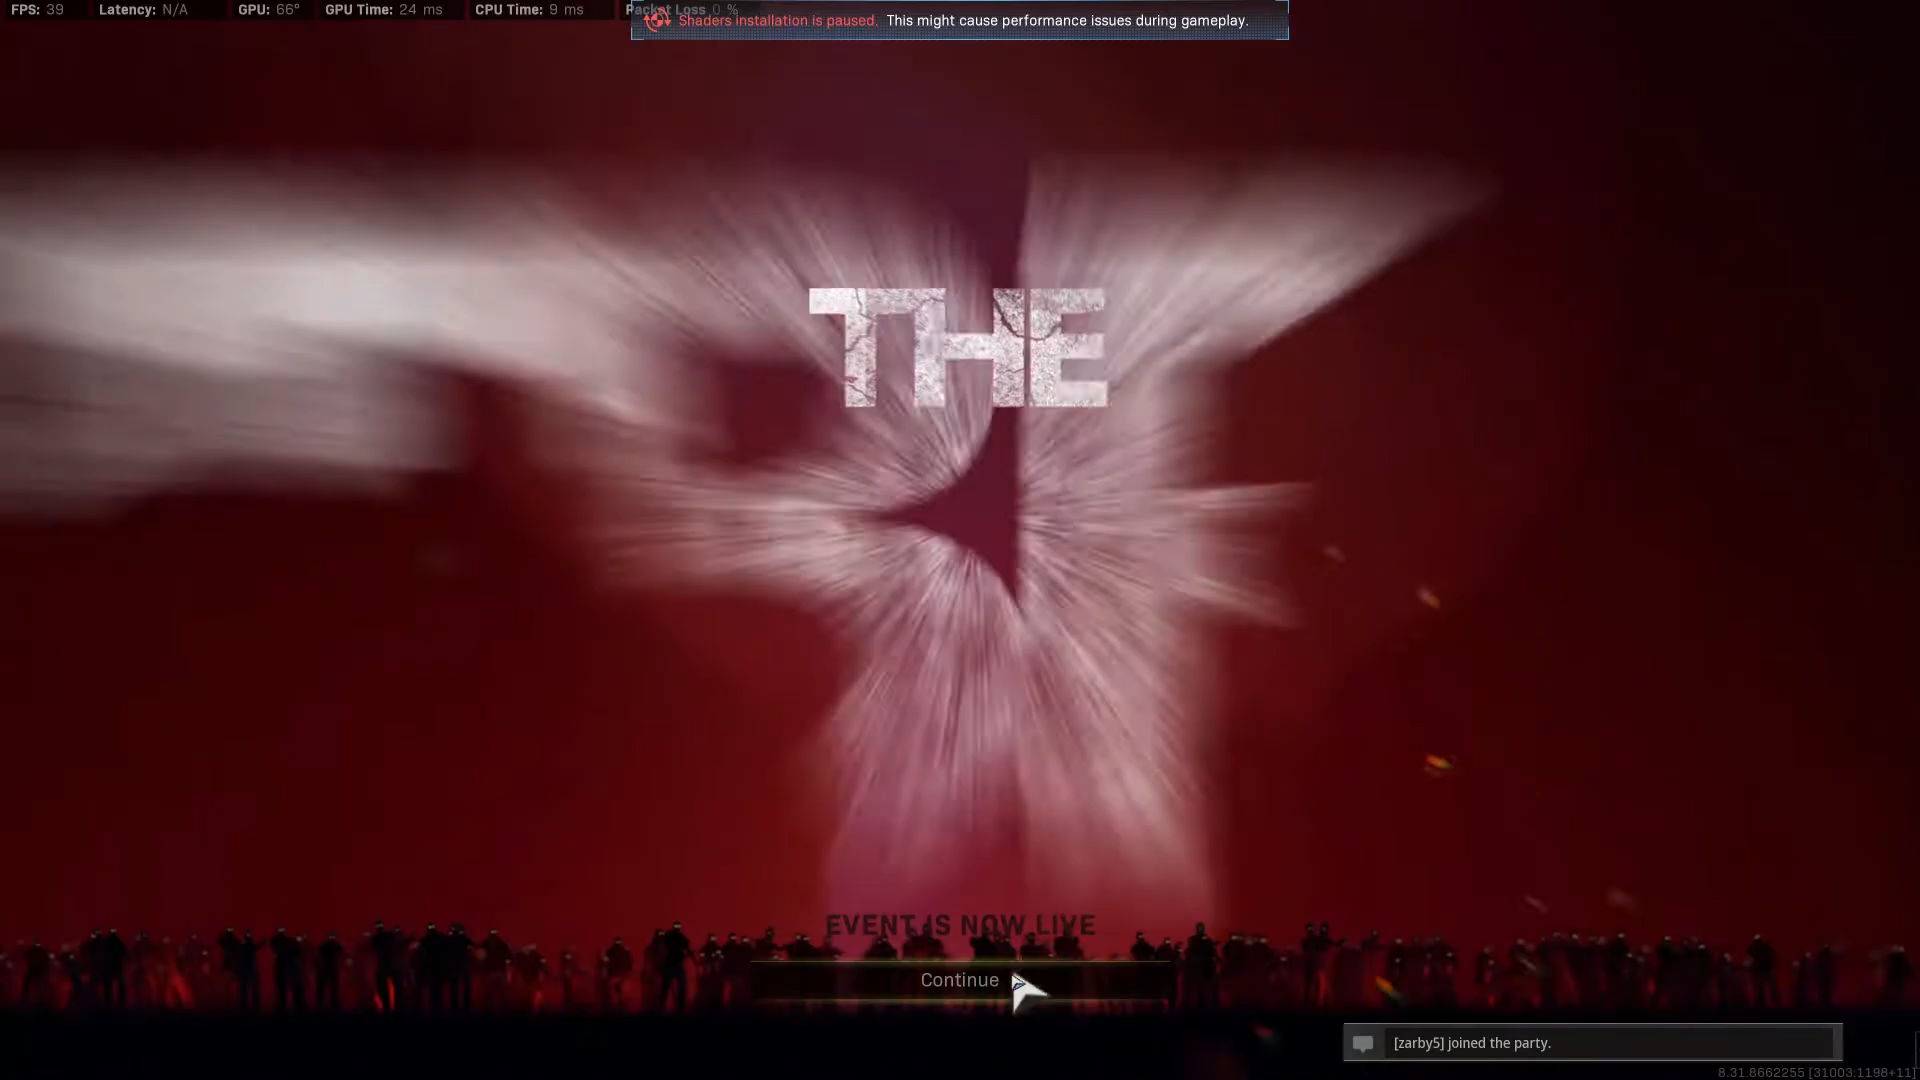 FPS: 39 Latency: N/A GPU: 66° GPU Time: 24 ms CPU Time: 9 ms Packet Loss 0 %
Shaders installation is paused. This might cause performance issues during gameplay.
THE
EVENT IS NOW LIVE
Continue
[zarby5] joined the party.
8.31.8662255 [31003:1198+11]